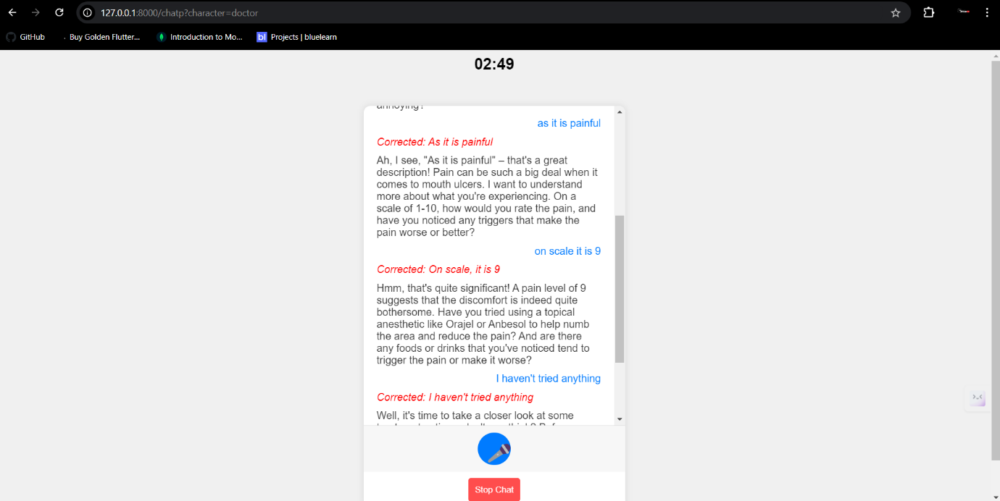 127.0.0.1:8000/chatp?character=doctor
GitHub
Buy Golden Flutter...
Introduction to Mo...
bl Projects | bluelearn
02:49
annoying?
as it is painful
Corrected: As it is painful
Ah, I see, "As it is painful" – that's a great
description! Pain can be such a big deal when it
comes to mouth ulcers. I want to understand
more about what you're experiencing. On a
scale of 1-10, how would you rate the pain, and
have you noticed any triggers that make the
pain worse or better?
on scale it is 9
Corrected: On scale, it is 9
Hmm, that's quite significant! A pain level of 9
suggests that the discomfort is indeed quite
bothersome. Have you tried using a topical
anesthetic like Orajel or Anbesol to help numb
the area and reduce the pain? And are there
any foods or drinks that you've noticed tend to
trigger the pain or make it worse?
I haven't tried anything
Corrected: I haven't tried anything
Well, it's time to take a closer look at some
Stop Chat